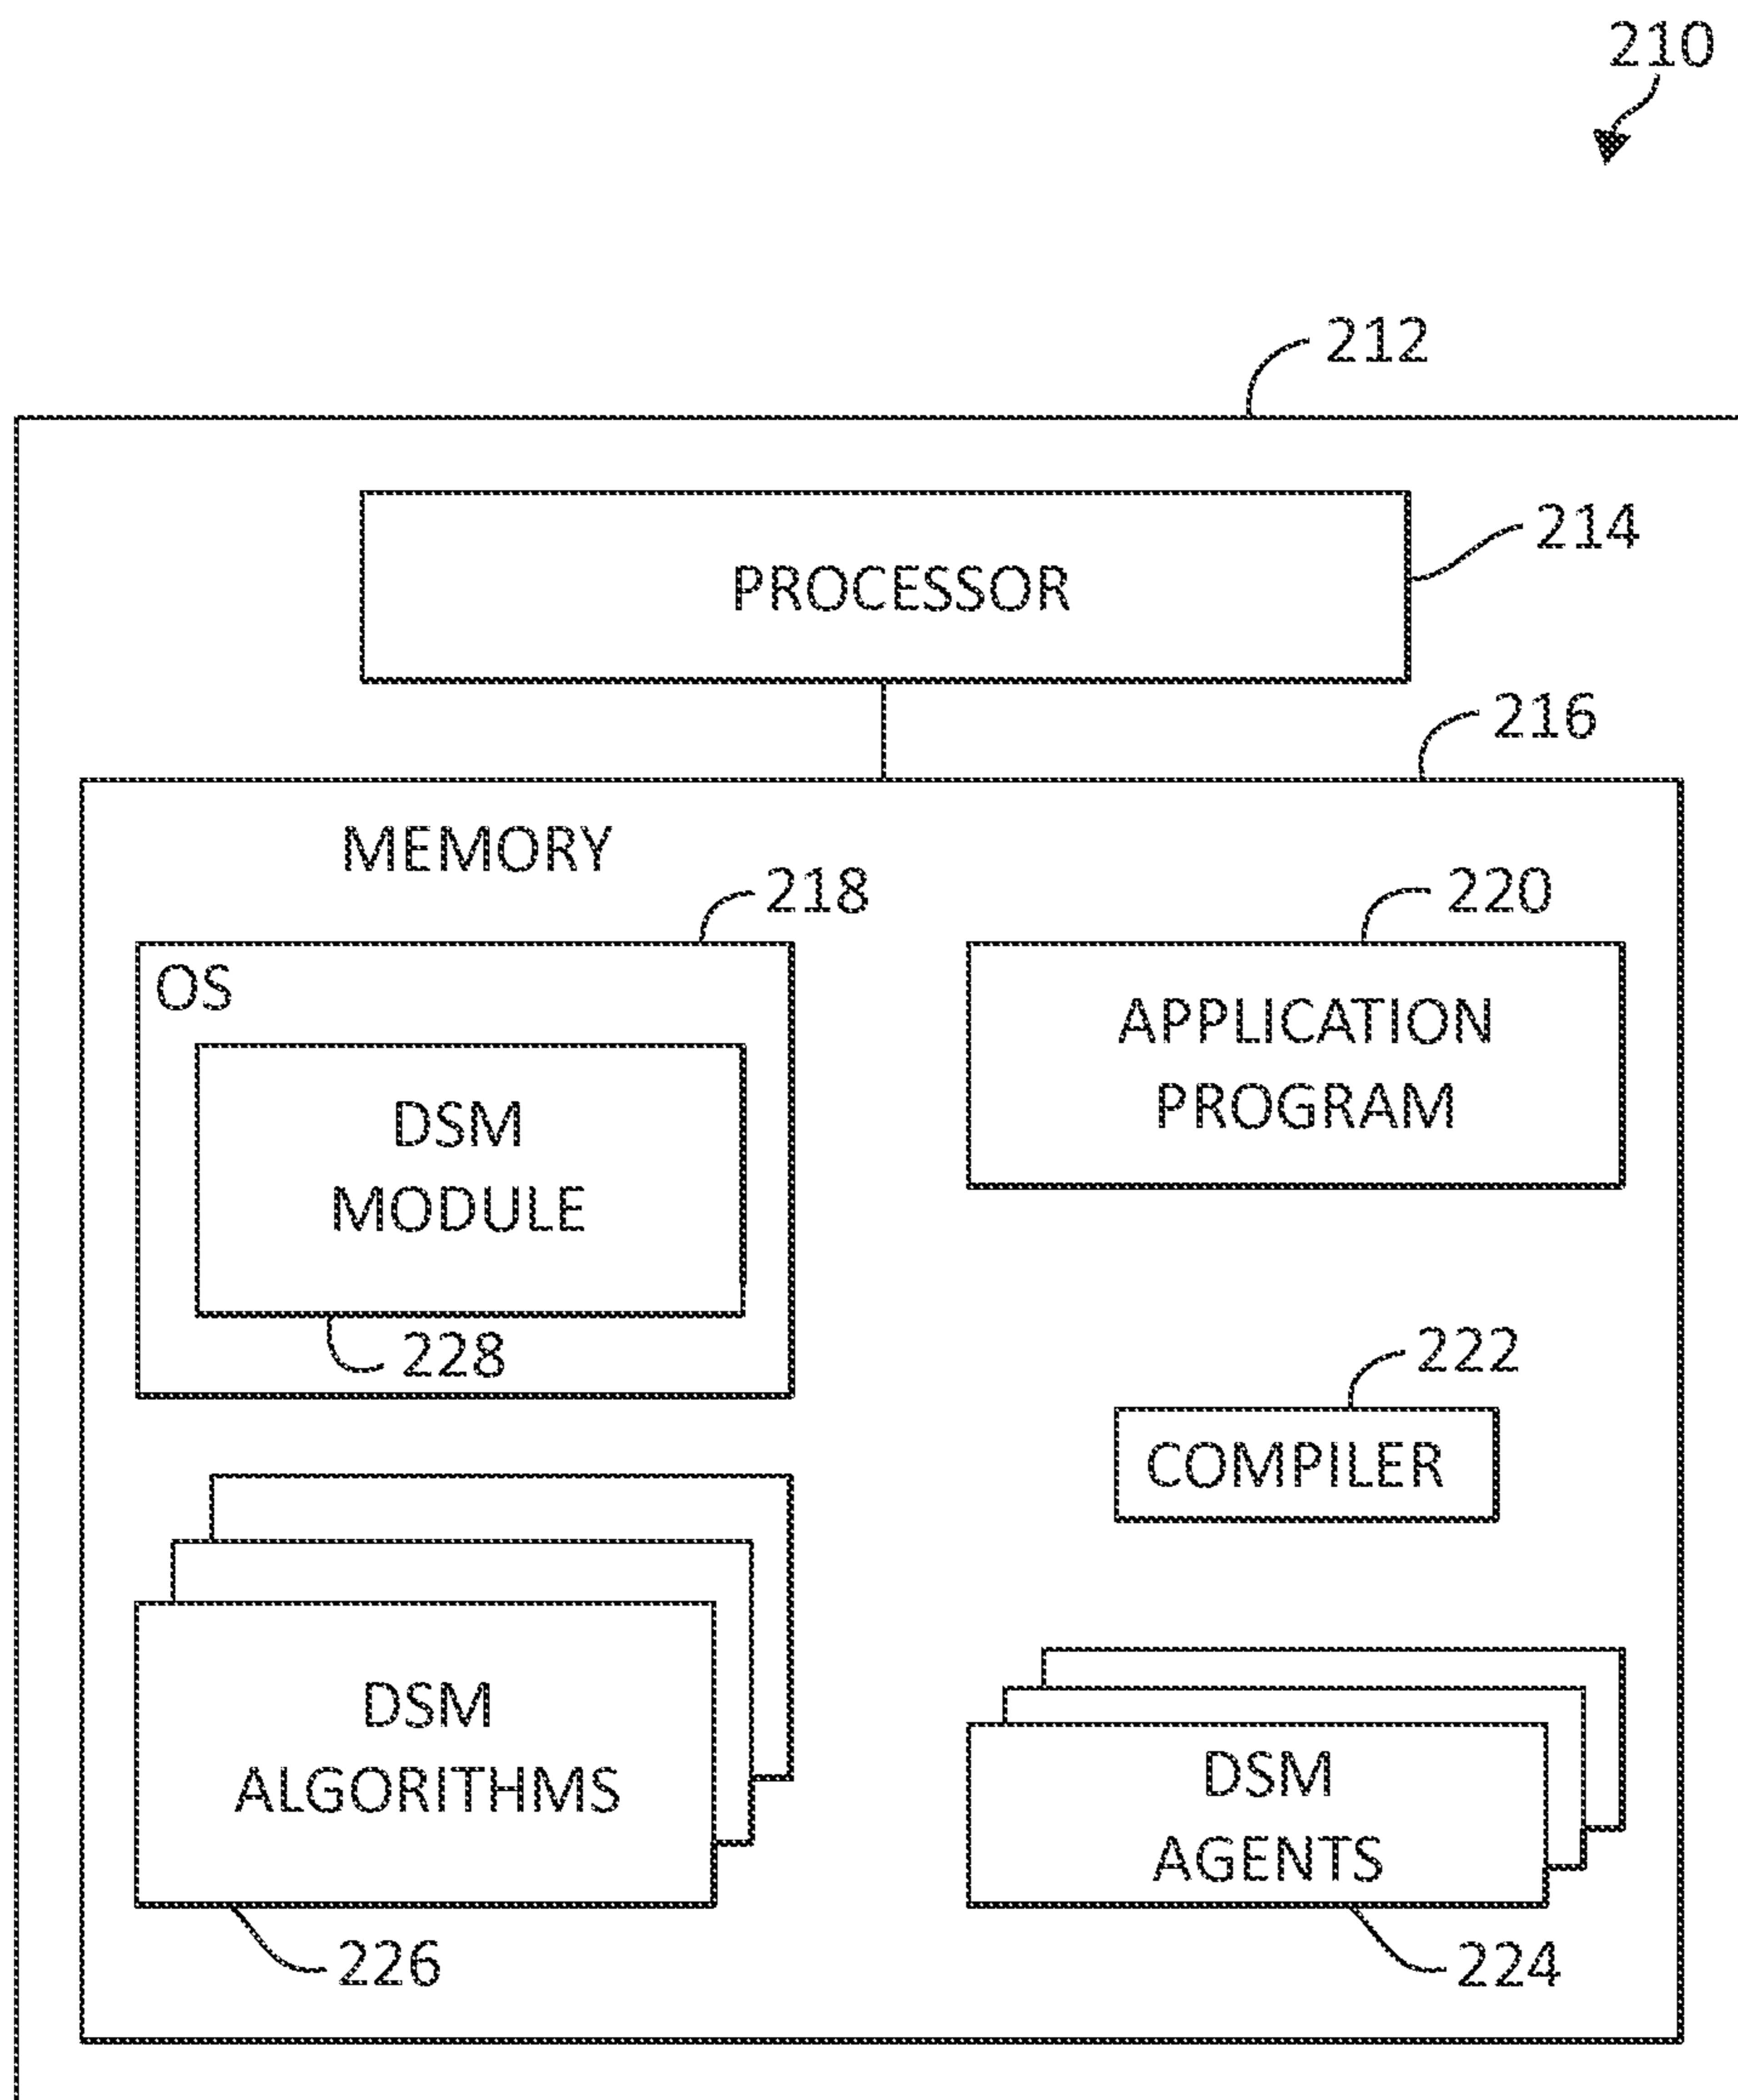 210
212
PROCESSOR
214
216
MEMORY
218
220
OS
APPLICATION
PROGRAM
DSM
MODULE
228
222
COMPILER
DSM
ALGORITHMS
DSM
AGENTS
226
224